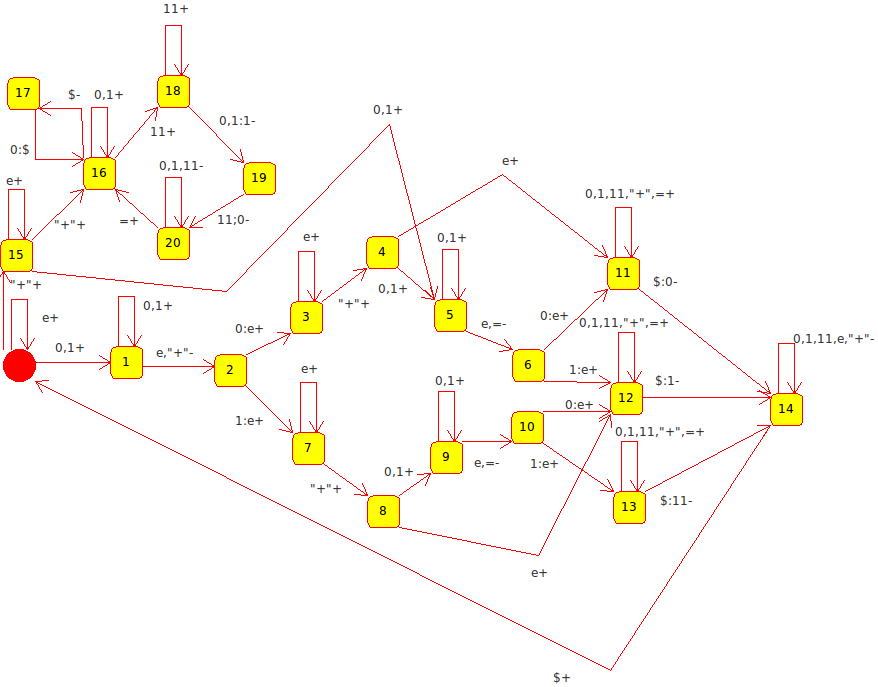 11+
17
$-
0,1+
18
0,1+
0,1:1-
11+
0:$
0,1,11-
16
19
e+
e+
0,1,11,"+",=+
"+"+
=+
11;0-
20
15
e+
0,1+
4
11
"+"+
0,1+
$:0-
"+"+
e+
3
5
0:e+
0,1+
0:e+
e,=-
0,1,11,"+",=+
0,1+
e,"+"-
0,1,11,e,"+"-
1
2
e+
6
1:e+
$:1-
0,1+
12
0:e+
14
1:e+
10
0,1,11,"+",=+
7
9
e,=-
1:e+
0,1+
"+"+
$:11-
8
13
e+
$+